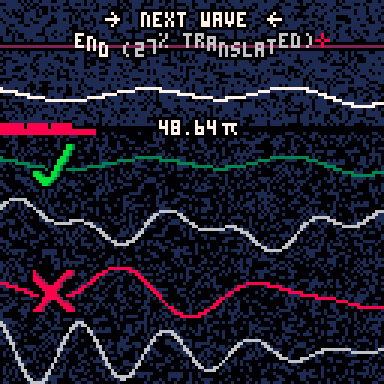 → NEXT WAVE ←
END (27% TRANSLATED)
48.64π